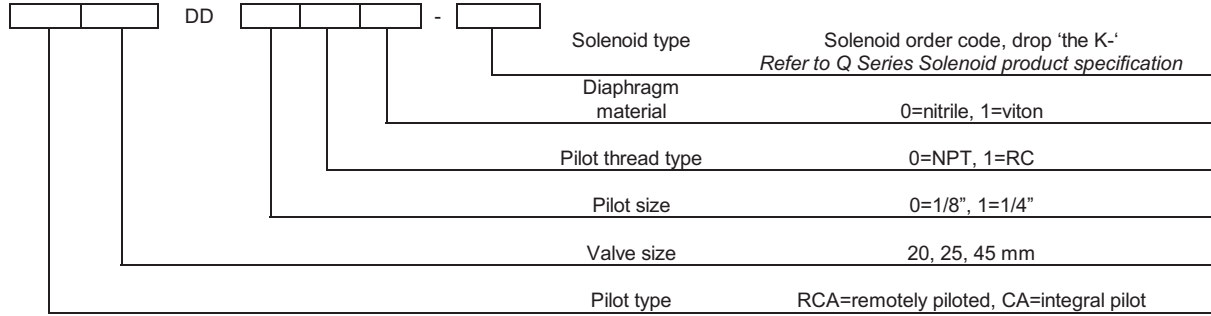 DD -
Solenoid type Solenoid order code, drop ‘the K-‘
Refer to Q Series Solenoid product specification
Diaphragm
material 0=nitrile, 1=viton
Pilot thread type 0=NPT, 1=RC
Pilot size 0=1/8”, 1=1/4”
Valve size 20, 25, 45 mm
Pilot type RCA=remotely piloted, CA=integral pilot